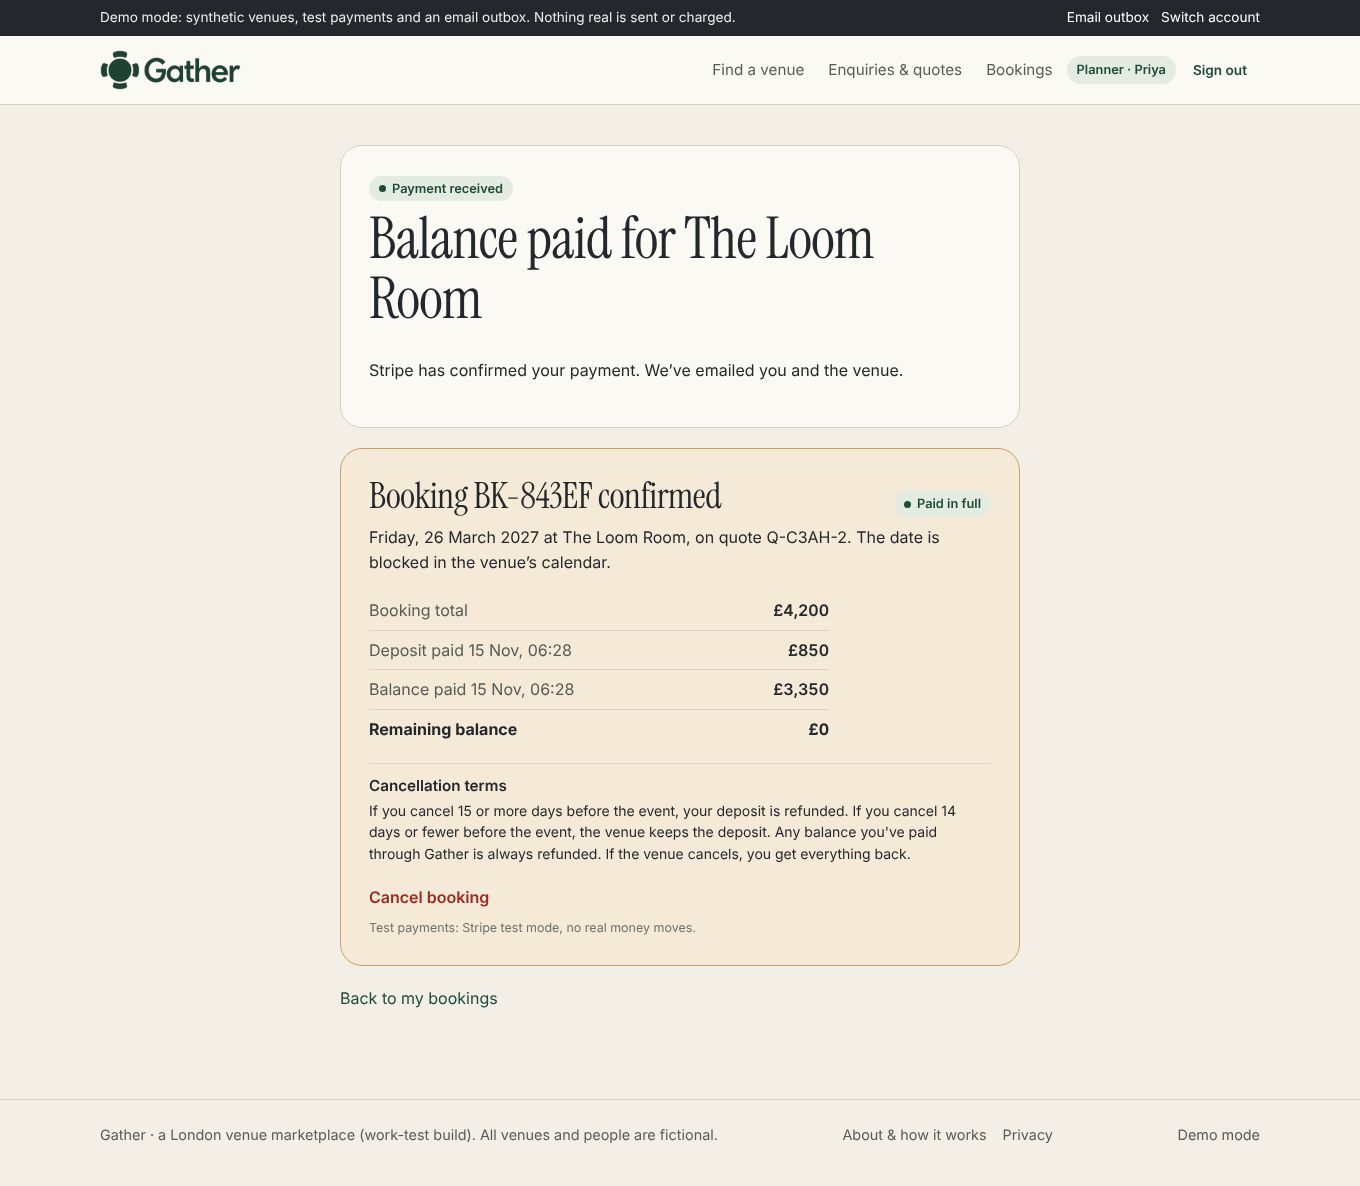 Demo mode: synthetic venues, test payments and an email outbox. Nothing real is sent or charged.
Email outbox
Switch account
Gather
Find a venue
Enquiries & quotes
Bookings
Planner · Priya
Sign out
Payment received
Balance paid for The Loom
Room
Stripe has confirmed your payment. We’ve emailed you and the venue.
Booking BK-843EF confirmed
Paid in full
Friday, 26 March 2027 at The Loom Room, on quote Q-C3AH-2. The date is
blocked in the venue’s calendar.
Booking total £4,200
Deposit paid 15 Nov, 06:28 £850
Balance paid 15 Nov, 06:28 £3,350
Remaining balance £0
Cancellation terms
If you cancel 15 or more days before the event, your deposit is refunded. If you cancel 14
days or fewer before the event, the venue keeps the deposit. Any balance you've paid
through Gather is always refunded. If the venue cancels, you get everything back.
Cancel booking
Test payments: Stripe test mode, no real money moves.
Back to my bookings
Gather · a London venue marketplace (work-test build). All venues and people are fictional.
About & how it works
Privacy
Demo mode